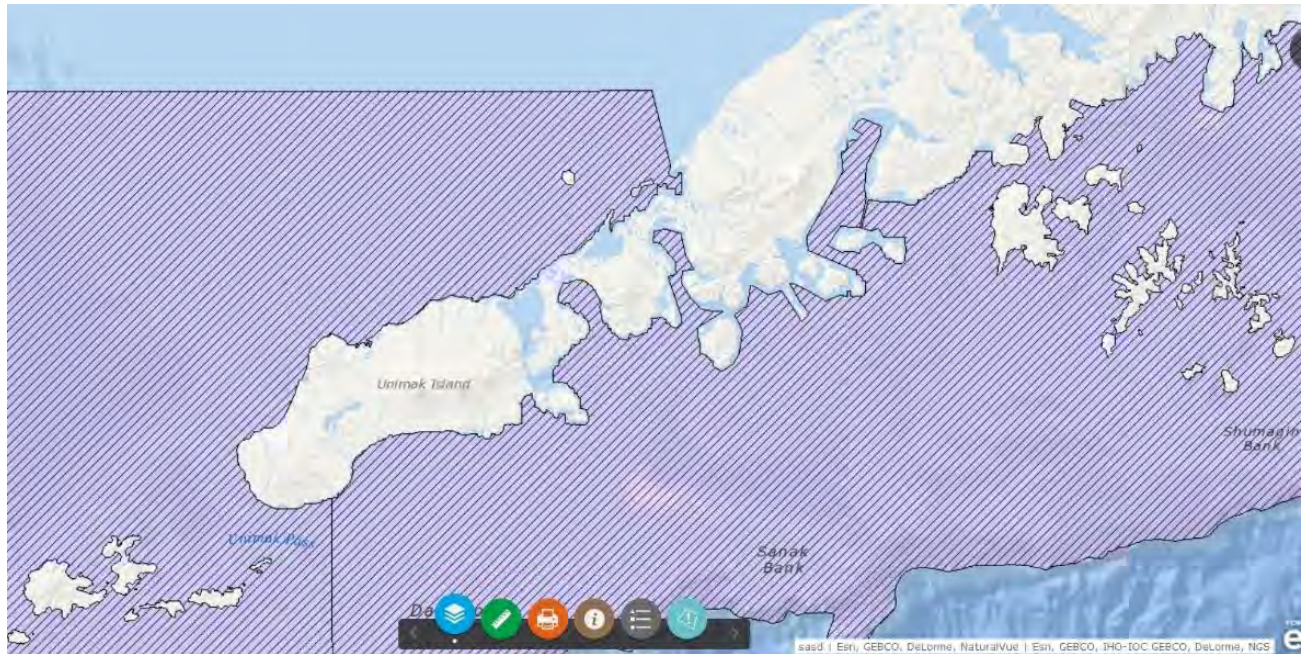 Unimak Island
Shumagin
Bank
Unimak Pass
Sanak
Bank
Da
sasd | Esri, GEBCO, DeLorme, NaturalVue | Esri, GEBCO, IHO-IOC GEBCO, DeLorme, NGS
e